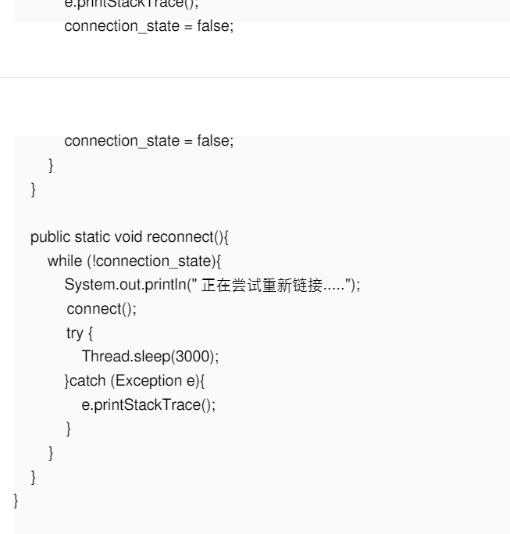 e.printStackTrace();
connection_state = false;
connection_state = false;
}
}
public static void reconnect(){
while (!connection_state){
System.out.println(" 正在尝试重新链接.....");
connect();
try {
Thread.sleep(3000);
}catch (Exception e){
e.printStackTrace();
}
}
}
}